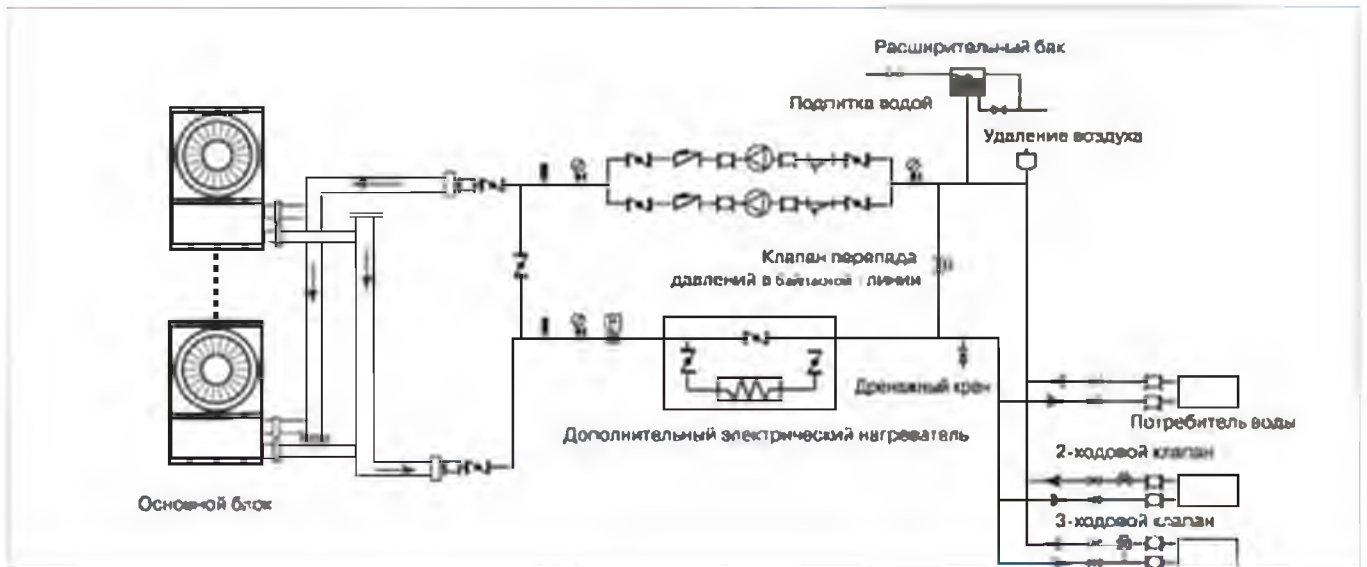 Расширительный бак
Подпитка водой
Удаление воздуха
Клапан перепада
давлений в байпасной линии
Дренажный кран
Дополнительный электрический нагреватель
Потребитель воды
2-ходовой клапан
3-ходовой клапан
Основной блок